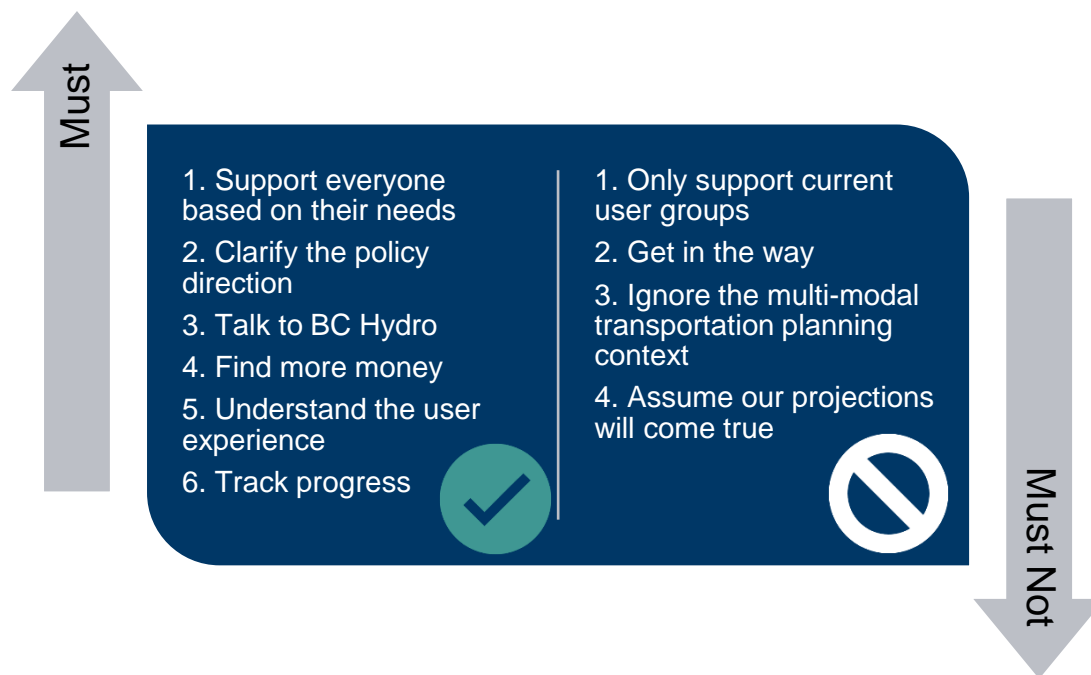 Must
1. Support everyone
based on their needs
2. Clarify the policy
direction
3. Talk to BC Hydro
4. Find more money
5. Understand the user
experience
6. Track progress
1. Only support current
user groups
2. Get in the way
3. Ignore the multi-modal
transportation planning
context
4. Assume our projections
will come true
Must Not